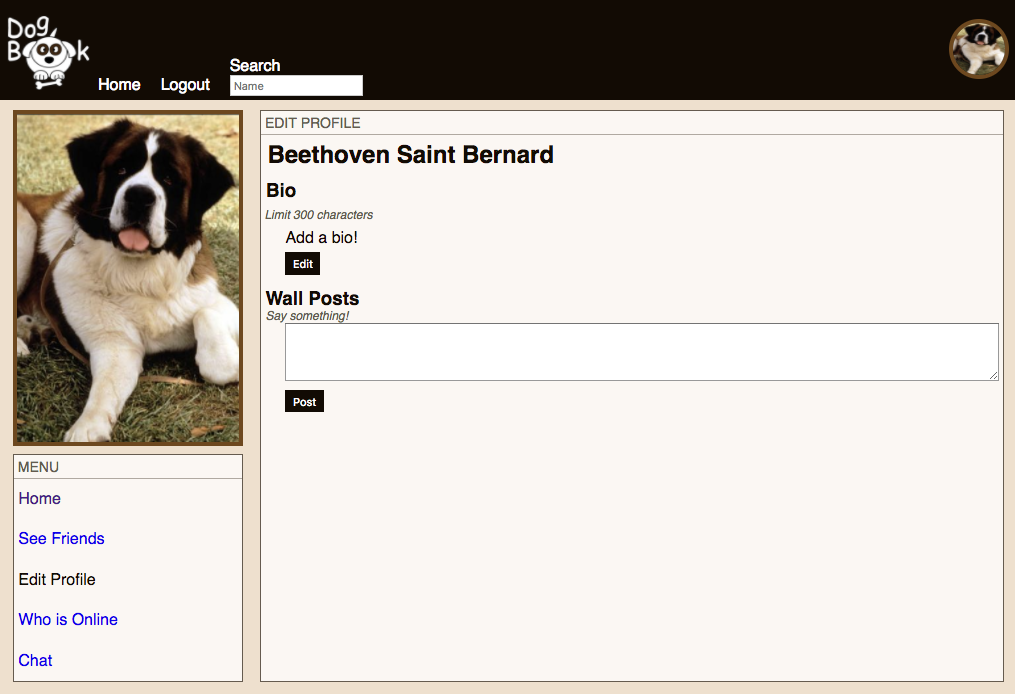 Dog
Book
Search
Home Logout Name
EDIT PROFILE
Beethoven Saint Bernard
Bio
Limit 300 characters
Add a bio!
Edit
Wall Posts
Say something!
Post
MENU
Home
See Friends
Edit Profile
Who is Online
Chat